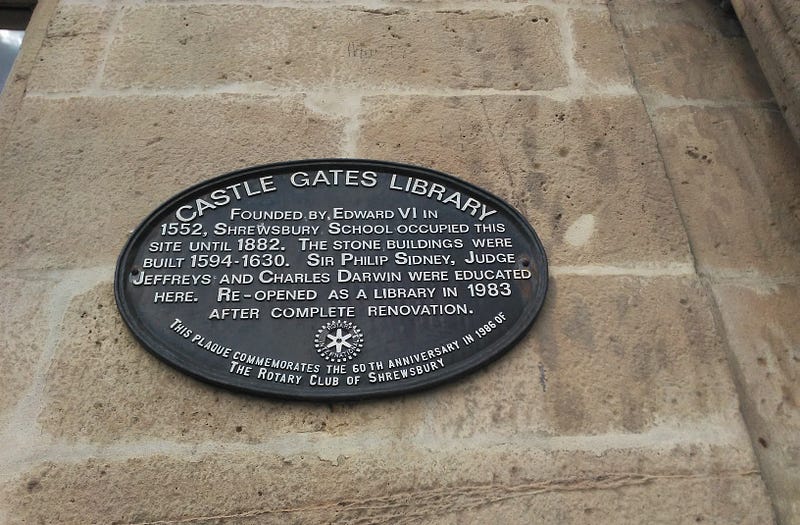 CASTLE GATES LIBRARY
FOUNDED BY EDWARD VI IN
1552, SHREWSBURY SCHOOL OCCUPIED THIS
SITE UNTIL 1882. THE STONE BUILDINGS WERE
BUILT 1594-1630. SIR PHILIP SIDNEY, JUDGE
JEFFREYS AND CHARLES DARWIN WERE EDUCATED
HERE. RE-OPENED AS A LIBRARY IN 1983
AFTER COMPLETE RENOVATION.
ROTARY
INTERNATIONAL
THIS PLAQUE COMMEMORATES THE 60TH ANNIVERSARY IN 1986 OF
THE ROTARY CLUB OF SHREWSBURY